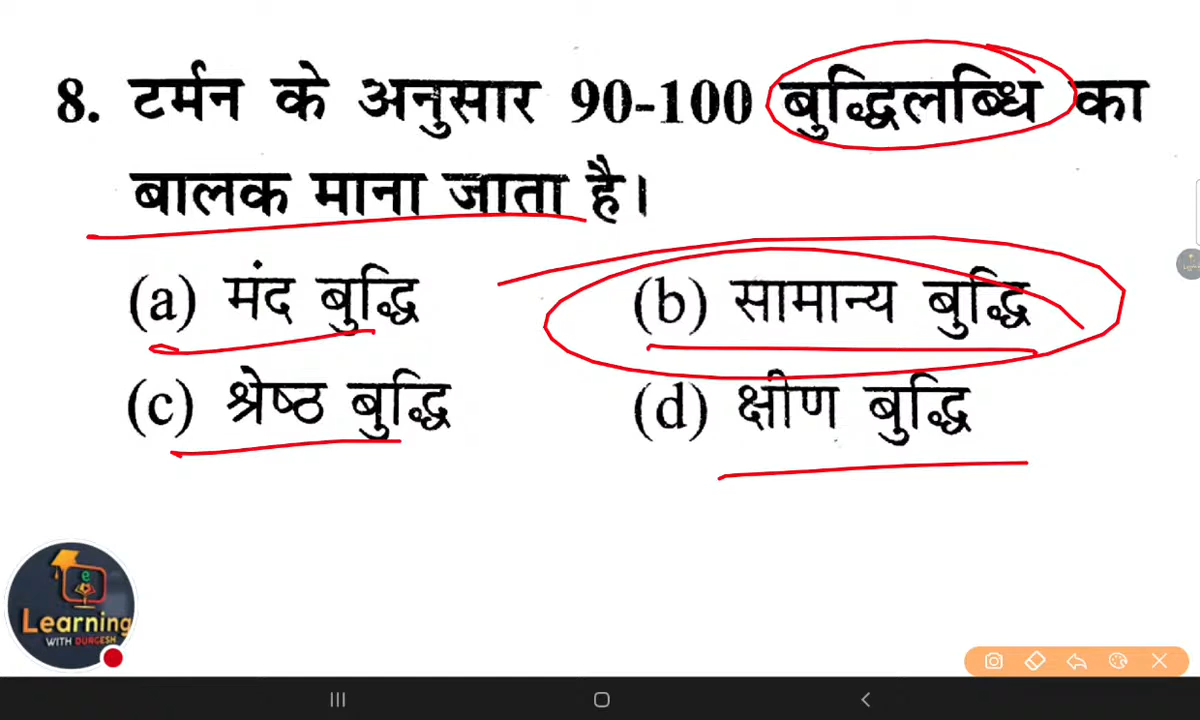 8. टर्मन के अनुसार 90-100 बुद्धिलब्धि का
बालक माना जाता है।
(a) मंद बुद्धि (b) सामान्य बुद्धि
(c) श्रेष्ठ बुद्धि (d) क्षीण बुद्धि
e
Learning
WITH DURGESH